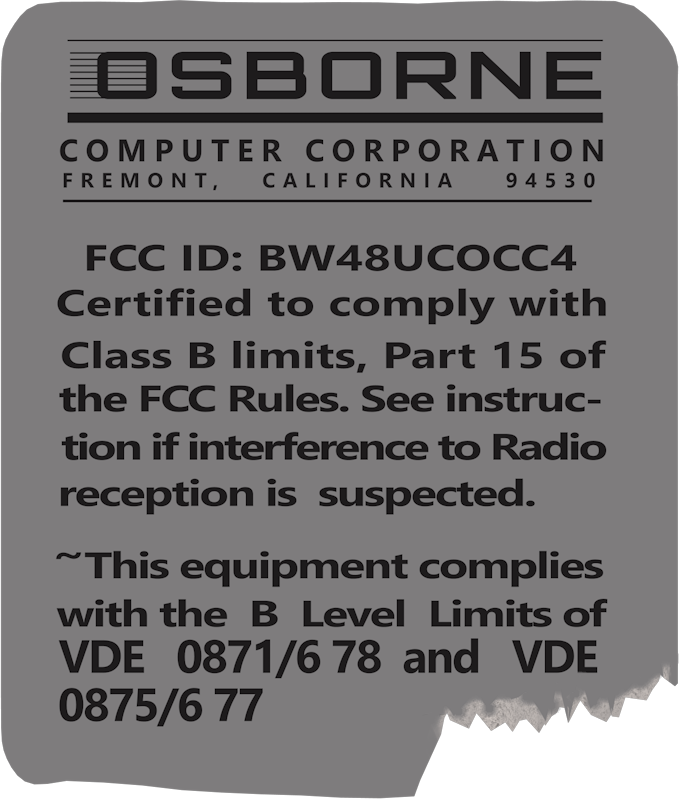 OSBORNE
COMPUTER CORPORATION
FREMONT, CALIFORNIA 94530
FCC ID: BW48UCOCC4
Certified to comply with
Class B limits, Part 15 of
the FCC Rules. See instruc-
tion if interference to Radio
reception is suspected.
~This equipment complies
with the B Level Limits of
VDE 0871/6 78 and VDE
0875/6 77